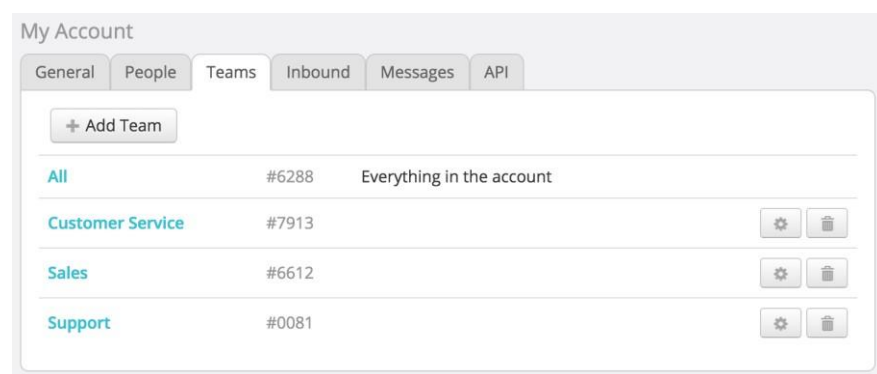 My Account
General People Teams Inbound Messages API
+ Add Team
All #6288 Everything in the account
Customer Service #7913
Sales #6612
Support #0081